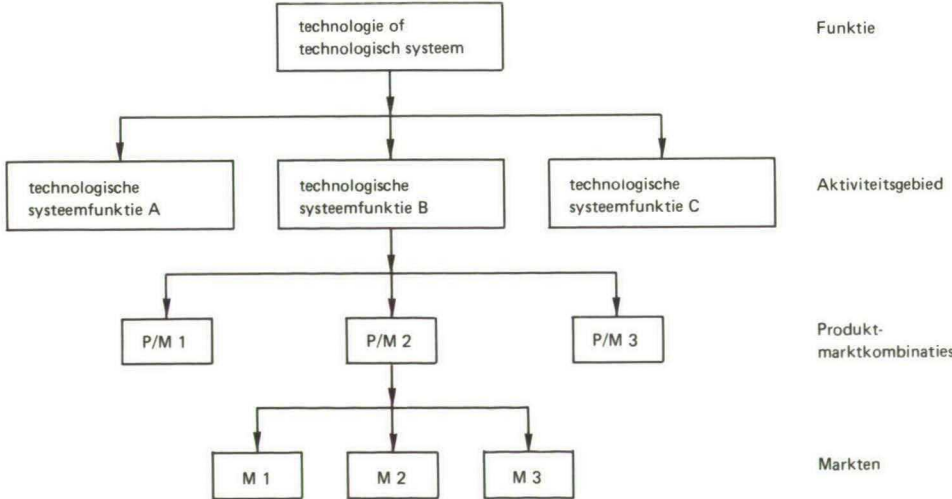 technologie of
technologisch systeem
Funktie
technologische
systeemfunktie A
technologische
systeemfunktie B
technologische
systeemfunktie C
Aktiviteitsgebied
P/M 1
P/M 2
P/M 3
Produkt-
marktkombinaties
M 1
M 2
M 3
Markten